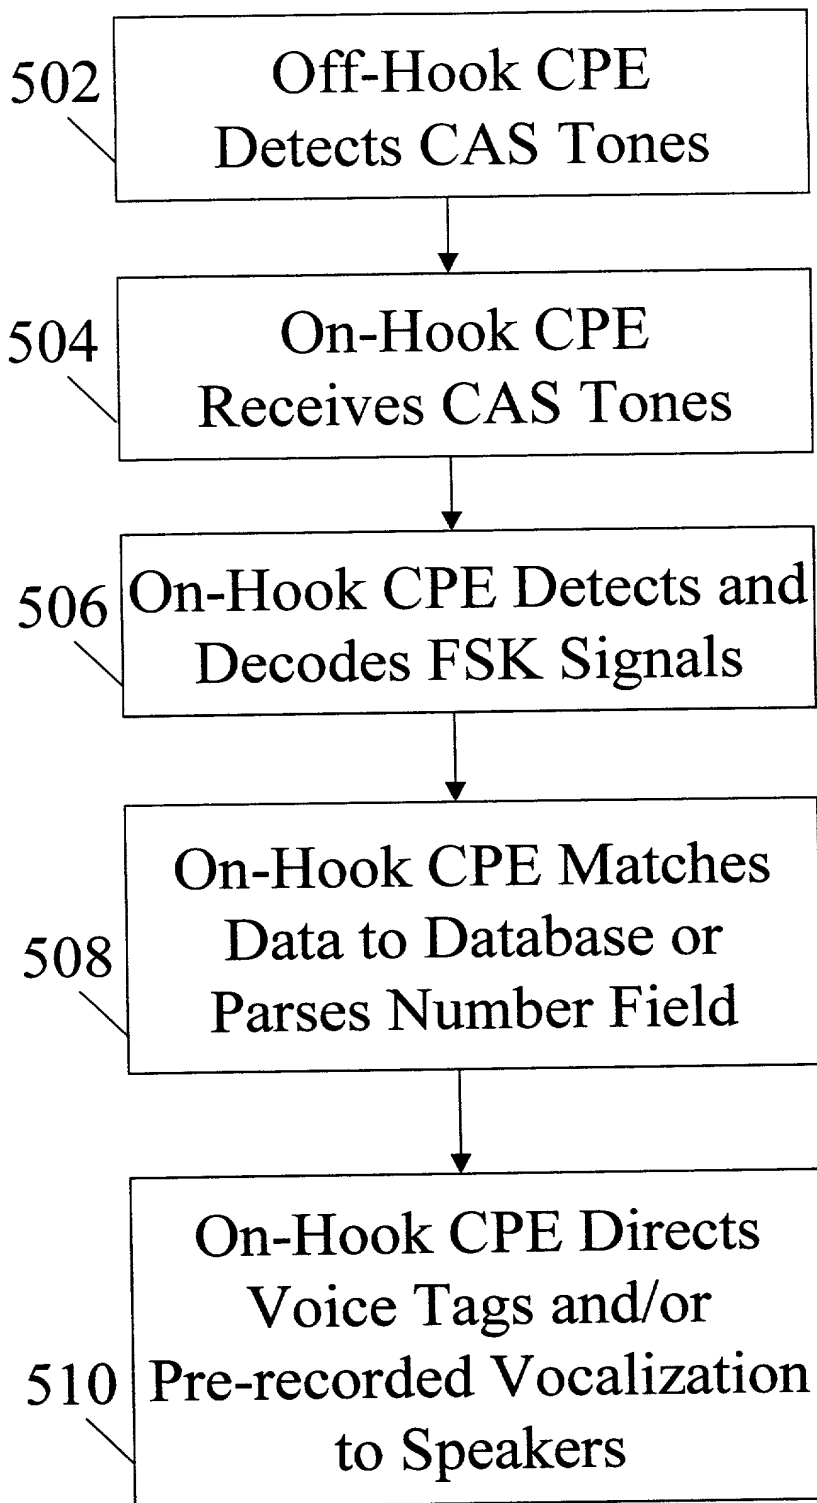 502
Off-Hook CPE
Detects CAS Tones
504
On-Hook CPE
Receives CAS Tones
506
On-Hook CPE Detects and
Decodes FSK Signals
508
On-Hook CPE Matches
Data to Database or
Parses Number Field
510
On-Hook CPE Directs
Voice Tags and/or
Pre-recorded Vocalization
to Speakers